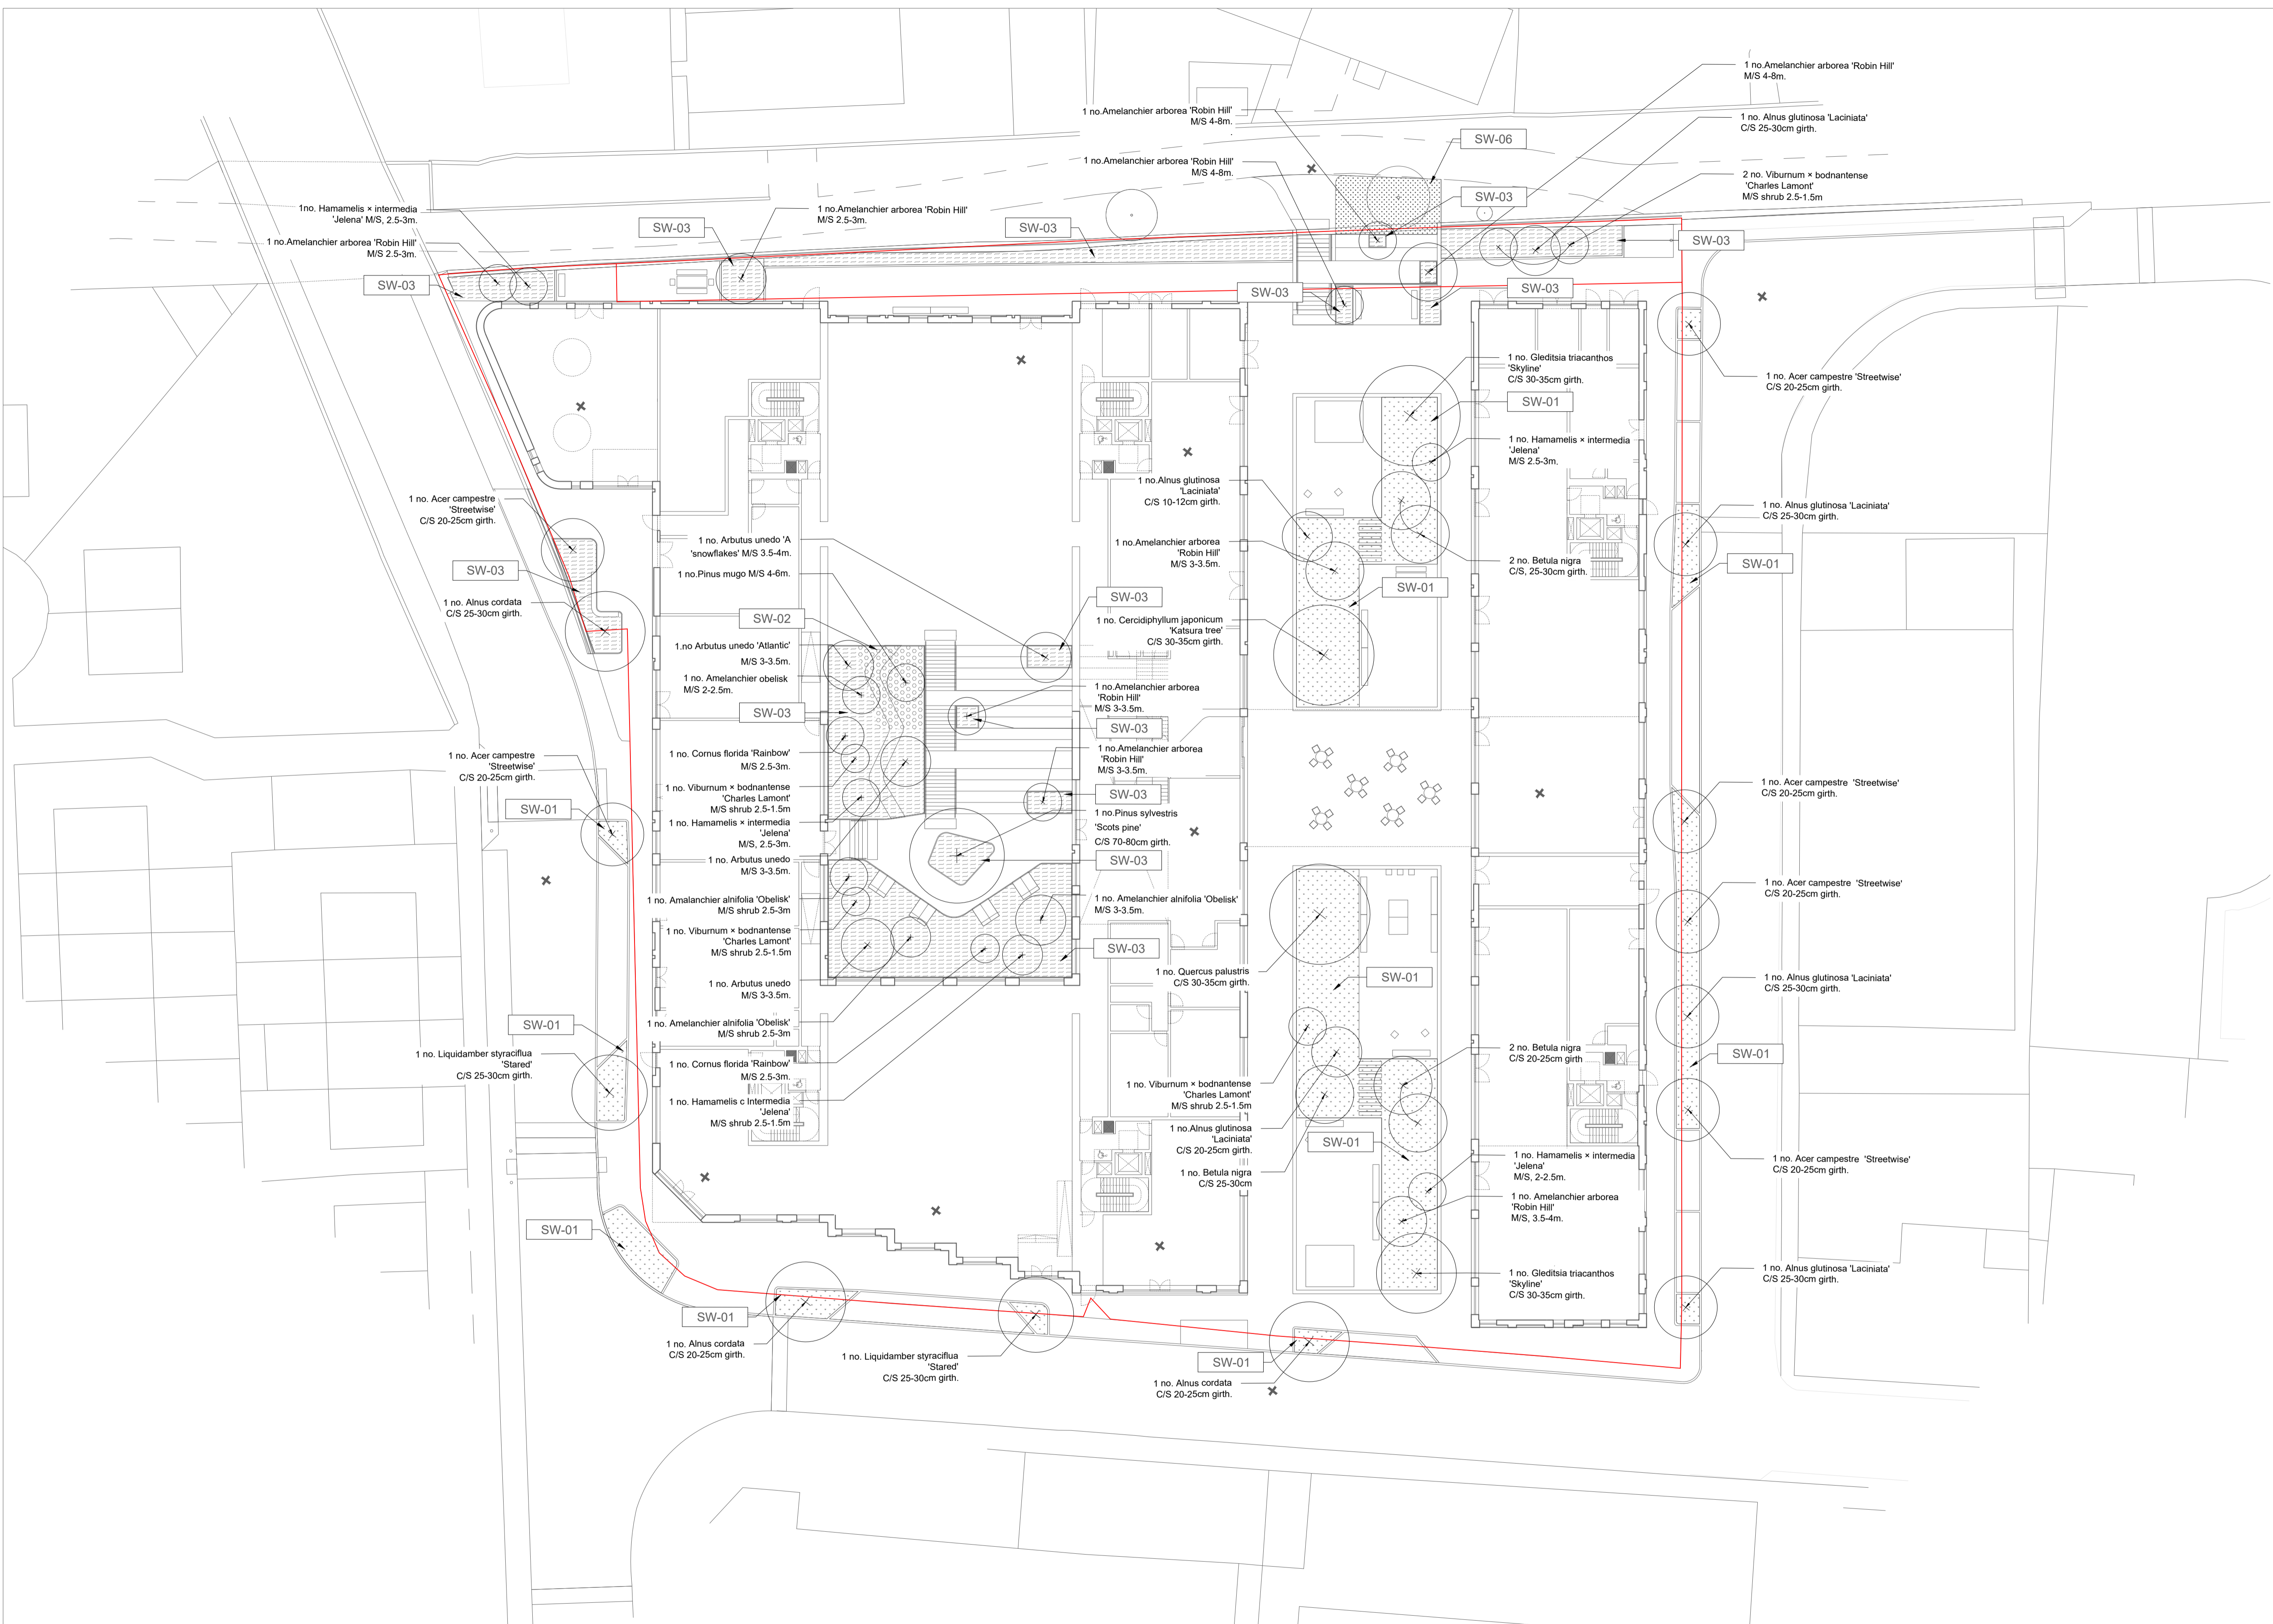 1 no.Amelanchier arborea 'Robin Hill'
M/S 4-8m.
1 no.Amelanchier arborea 'Robin Hill'
M/S 4-8m.
1 no. Alnus glutinosa 'Laciniata'
C/S 25-30cm girth.
SW-06
1 no.Amelanchier arborea 'Robin Hill'
M/S 4-8m.
2 no. Viburnum × bodnantense
'Charles Lamont'
M/S shrub 2.5-1.5m
SW-03
1no. Hamamelis × intermedia
'Jelena' M/S, 2.5-3m.
1 no.Amelanchier arborea 'Robin Hill'
M/S 2.5-3m.
SW-03
SW-03
1 no.Amelanchier arborea 'Robin Hill'
M/S 2.5-3m.
SW-03
SW-03
SW-03
SW-03
1 no. Gleditsia triacanthos
'Skyline'
C/S 30-35cm girth.
1 no. Acer campestre 'Streetwise'
C/S 20-25cm girth.
SW-01
1 no. Hamamelis × intermedia
'Jelena'
M/S 2.5-3m.
1 no.Alnus glutinosa
'Laciniata'
C/S 10-12cm girth.
1 no. Acer campestre
'Streetwise'
C/S 20-25cm girth.
1 no. Alnus glutinosa 'Laciniata'
C/S 25-30cm girth.
1 no. Arbutus unedo 'A
'snowflakes' M/S 3.5-4m.
1 no.Amelanchier arborea
'Robin Hill'
M/S 3-3.5m.
2 no. Betula nigra
C/S, 25-30cm girth.
SW-01
SW-03
1 no.Pinus mugo M/S 4-6m.
SW-01
1 no. Alnus cordata
C/S 25-30cm girth.
SW-03
SW-02
1 no. Cercidiphyllum japonicum
'Katsura tree'
C/S 30-35cm girth.
1.no Arbutus unedo 'Atlantic'
M/S 3-3.5m.
1 no. Amelanchier obelisk
M/S 2-2.5m.
1 no.Amelanchier arborea
'Robin Hill'
M/S 3-3.5m.
SW-03
SW-03
1 no. Cornus florida 'Rainbow'
M/S 2.5-3m.
1 no.Amelanchier arborea
'Robin Hill'
M/S 3-3.5m.
1 no. Acer campestre
'Streetwise'
C/S 20-25cm girth.
1 no. Viburnum × bodnantense
'Charles Lamont'
M/S shrub 2.5-1.5m
SW-03
1 no. Acer campestre 'Streetwise'
C/S 20-25cm girth.
SW-01
1 no. Hamamelis × intermedia
'Jelena'
M/S, 2.5-3m.
1 no.Pinus sylvestris
'Scots pine'
C/S 70-80cm girth.
1 no. Arbutus unedo
M/S 3-3.5m.
SW-03
1 no. Acer campestre 'Streetwise'
C/S 20-25cm girth.
1 no. Amalanchier alnifolia 'Obelisk'
M/S shrub 2.5-3m
1 no. Amelanchier alnifolia 'Obelisk'
M/S 3-3.5m.
1 no. Viburnum × bodnantense
'Charles Lamont'
M/S shrub 2.5-1.5m
SW-03
1 no. Quercus palustris
C/S 30-35cm girth.
SW-01
1 no. Alnus glutinosa 'Laciniata'
C/S 25-30cm girth.
1 no. Arbutus unedo
M/S 3-3.5m.
SW-01
1 no. Amelanchier alnifolia 'Obelisk'
M/S shrub 2.5-3m
1 no. Liquidamber styraciflua
'Stared'
C/S 25-30cm girth.
1 no. Cornus florida 'Rainbow'
M/S 2.5-3m.
2 no. Betula nigra
C/S 20-25cm girth
SW-01
1 no. Viburnum × bodnantense
'Charles Lamont'
M/S shrub 2.5-1.5m
1 no. Hamamelis c Intermedia
'Jelena'
M/S shrub 2.5-1.5m
1 no.Alnus glutinosa
'Laciniata'
C/S 20-25cm girth.
SW-01
1 no. Hamamelis × intermedia
'Jelena'
M/S, 2-2.5m.
1 no. Acer campestre 'Streetwise'
C/S 20-25cm girth.
1 no. Betula nigra
C/S 25-30cm
1 no. Amelanchier arborea
'Robin Hill'
M/S, 3.5-4m.
SW-01
1 no. Gleditsia triacanthos
'Skyline'
C/S 30-35cm girth.
1 no. Alnus glutinosa 'Laciniata'
C/S 25-30cm girth.
SW-01
1 no. Alnus cordata
C/S 20-25cm girth.
1 no. Liquidamber styraciflua
'Stared'
C/S 25-30cm girth.
SW-01
1 no. Alnus cordata
C/S 20-25cm girth.